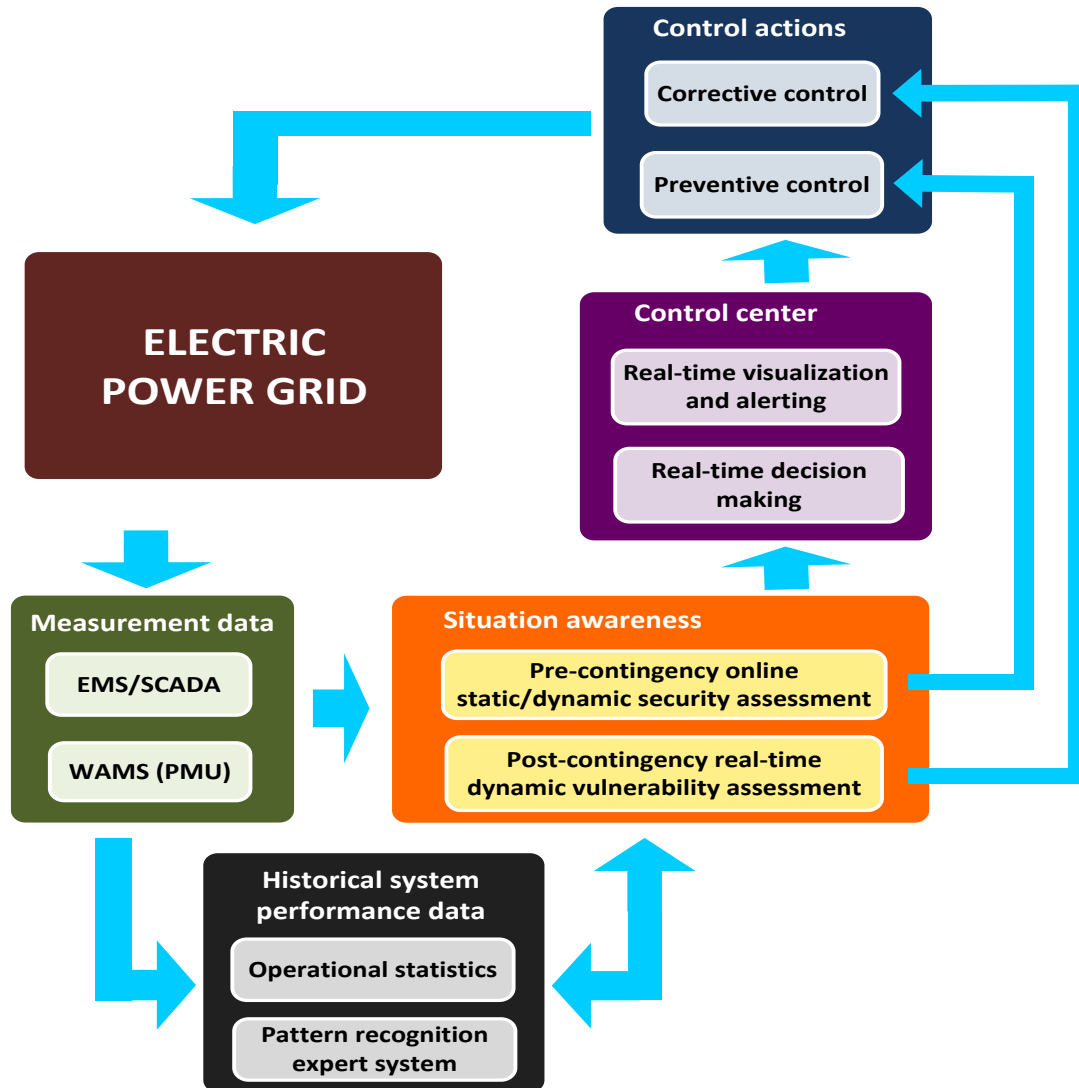 Control actions
Corrective control
Preventive control
ELECTRIC
POWER GRID
Control center
Real-time visualization
and alerting
Real-time decision
making
Measurement data
EMS/SCADA
WAMS (PMU)
Situation awareness
Pre-contingency online
static/dynamic security assessment
Post-contingency real-time
dynamic vulnerability assessment
Historical system
performance data
Operational statistics
Pattern recognition
expert system